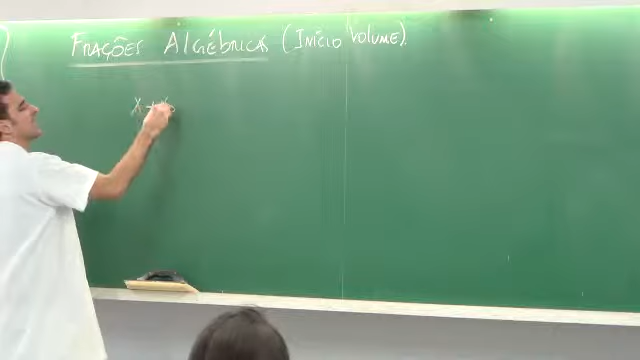 FRAÇÕES ALGÉBRICAS (INÍCIO VOLUME)
X +